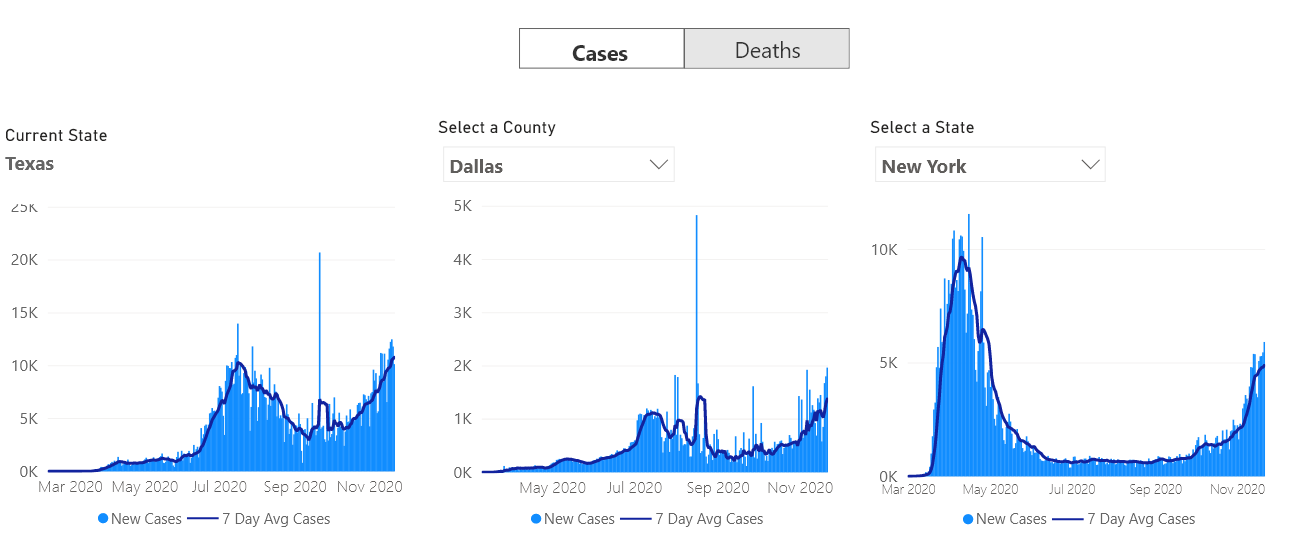 Cases Deaths
Current State
Texas
Select a County
Dallas
Select a State
New York
25K
20K
15K
10K
5K
0K
Mar 2020 May 2020 Jul 2020 Sep 2020 Nov 2020
New Cases 7 Day Avg Cases
5K
4K
3K
2K
1K
0K
May 2020 Jul 2020 Sep 2020 Nov 2020
New Cases 7 Day Avg Cases
10K
5K
0K
Mar 2020 May 2020 Jul 2020 Sep 2020 Nov 2020
New Cases 7 Day Avg Cases